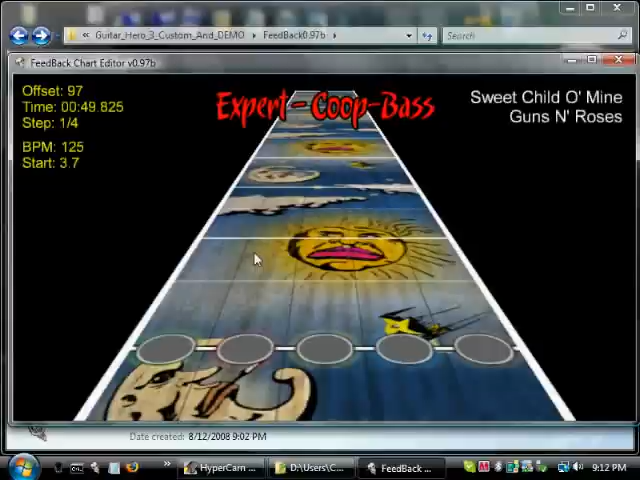 « Guitar_Hero_3_Custom_And_DEMO ▸ FeedBack0.97b ▸
Search
FeedBack Chart Editor v0.97b
Offset: 97
Time: 00:49.825
Step: 1/4
BPM: 125
Start: 3.7
Expert - Coop-Bass
Sweet Child O' Mine
Guns N' Roses
Date created: 8/12/2008 9:02 PM
HyperCam ...
D:\Users\C...
FeedBack ...
9:12 PM